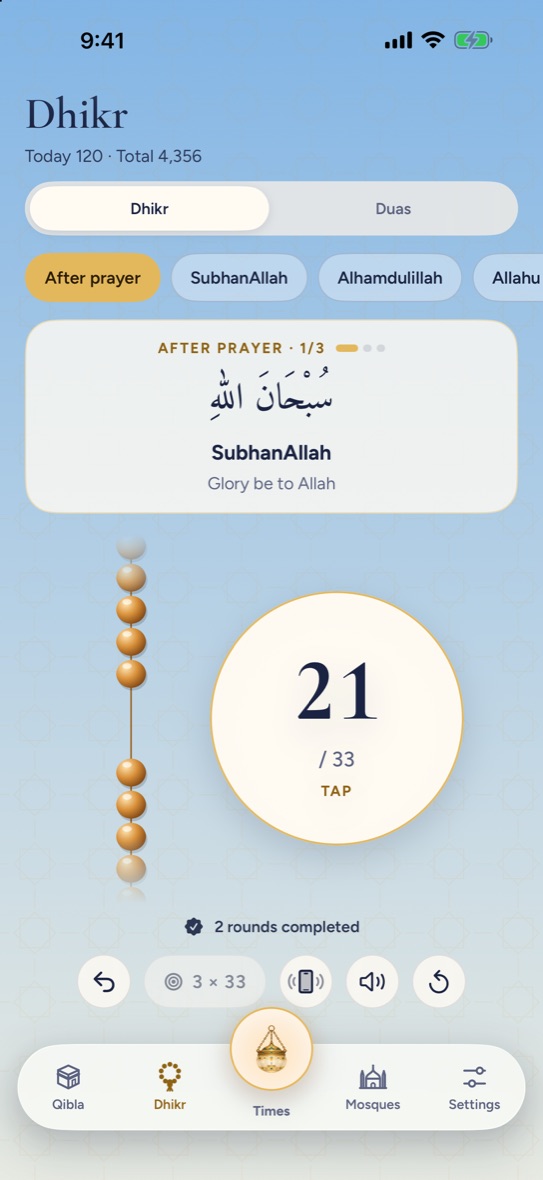 9:41
Dhikr
Today 120 · Total 4,356
Dhikr Duas
After prayer SubhanAllah Alhamdulillah Allahu
AFTER PRAYER · 1/3
سُبْحَانَ اللّٰهِ
SubhanAllah
Glory be to Allah
21
/ 33
TAP
2 rounds completed
3 × 33
Qibla Dhikr Times Mosques Settings